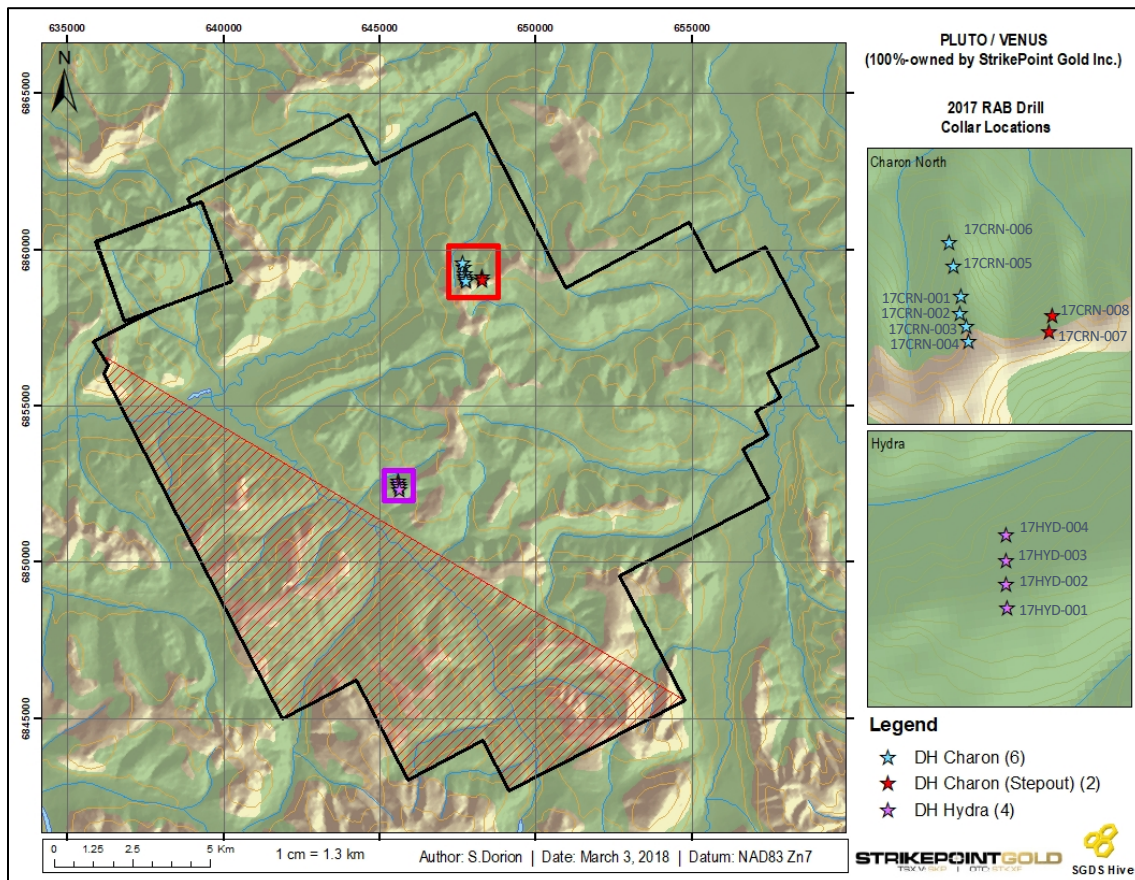 635000 640000 645000 650000 655000
N
6865000
6860000
6855000
6850000
6845000
0 1.25 2.5 5 Km
1 cm = 1.3 km
Author: S.Dorion | Date: March 3, 2018 | Datum: NAD83 Zn7
PLUTO / VENUS
(100%-owned by StrikePoint Gold Inc.)
2017 RAB Drill
Collar Locations
Charon North
17CRN-006
17CRN-005
17CRN-001
17CRN-002
17CRN-003
17CRN-004
17CRN-008
17CRN-007
Hydra
17HYD-004
17HYD-003
17HYD-002
17HYD-001
Legend
DH Charon (6)
DH Charon (Stepout) (2)
DH Hydra (4)
STRIKEPOINTGOLD
TSX.V: SKP | OTC: STKXF
SGDS Hive